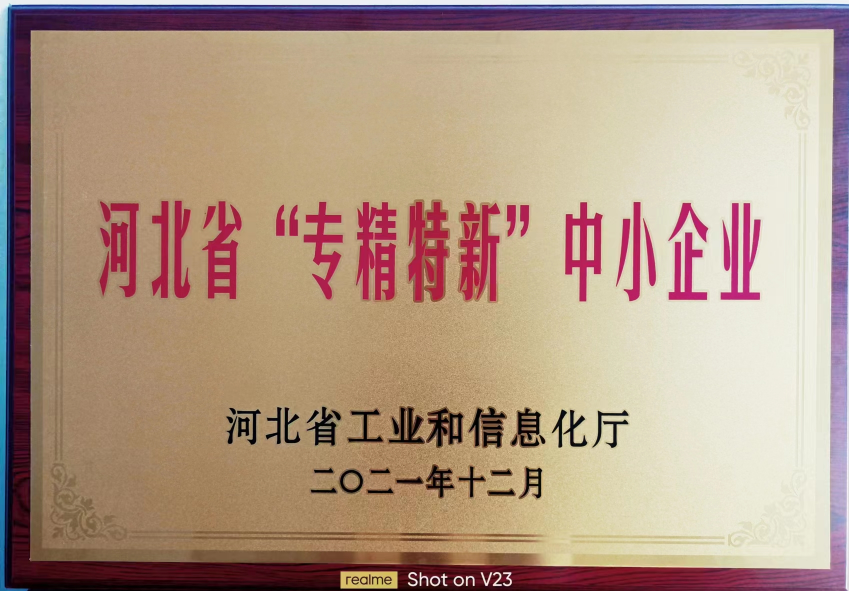 河北省“专精特新”中小企业
河北省工业和信息化厅
二〇二一年十二月
realme Shot on V23